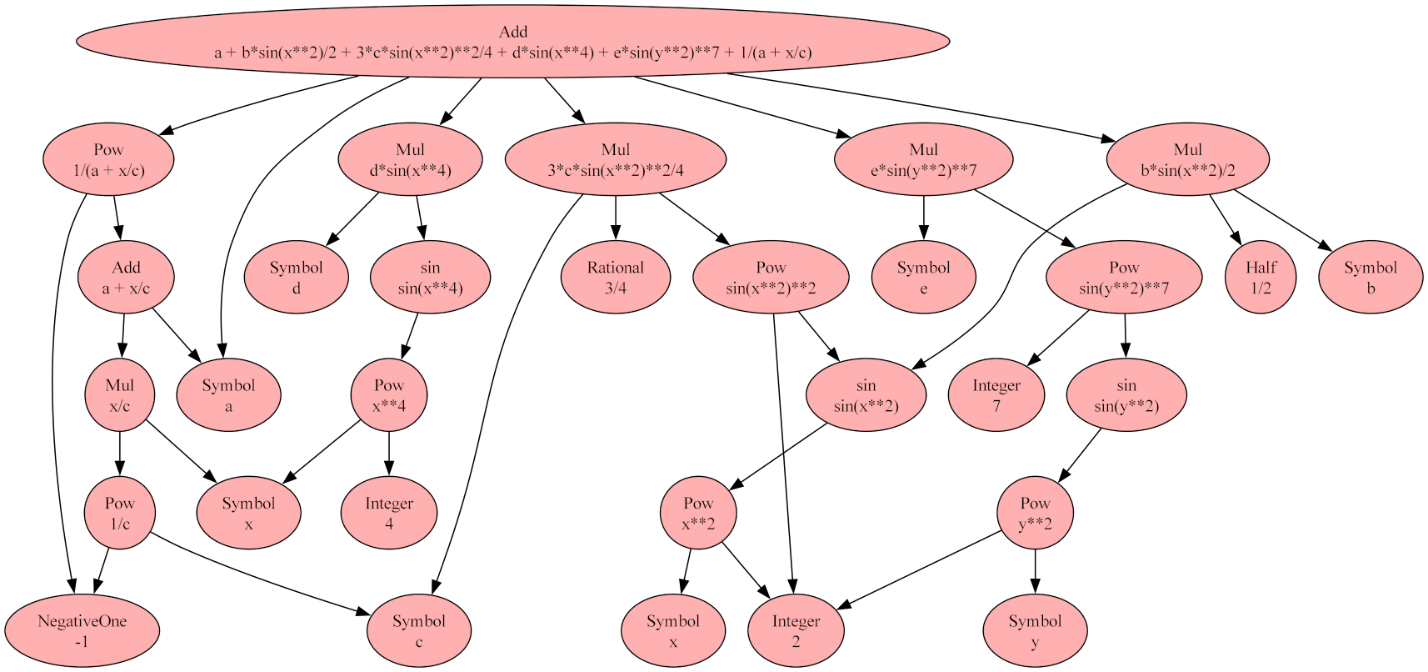 Add
a + b*sin(x**2)/2 + 3*c*sin(x**2)**2/4 + d*sin(x**4) + e*sin(y**2)**7 + 1/(a + x/c)
Pow
1/(a + x/c)
Mul
d*sin(x**4)
Mul
3*c*sin(x**2)**2/4
Mul
e*sin(y**2)**7
Mul
b*sin(x**2)/2
Add
a + x/c
Symbol
d
sin
sin(x**4)
Rational
3/4
Pow
sin(x**2)**2
Symbol
e
Pow
sin(y**2)**7
Half
1/2
Symbol
b
Mul
x/c
Symbol
a
Pow
x**4
sin
sin(x**2)
Integer
7
sin
sin(y**2)
Pow
1/c
Symbol
x
Integer
4
Pow
x**2
Pow
y**2
NegativeOne
-1
Symbol
c
Symbol
x
Integer
2
Symbol
y